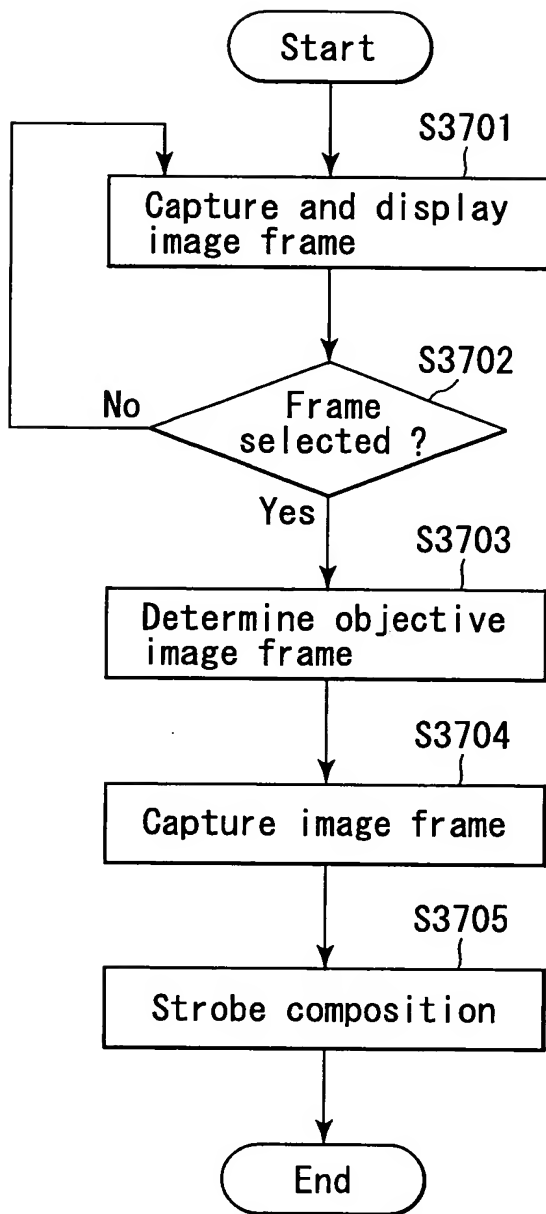 Start
S3701
Capture and display
image frame
S3702
No
Frame
selected ?
Yes
S3703
Determine objective
image frame
S3704
Capture image frame
S3705
Strobe composition
End